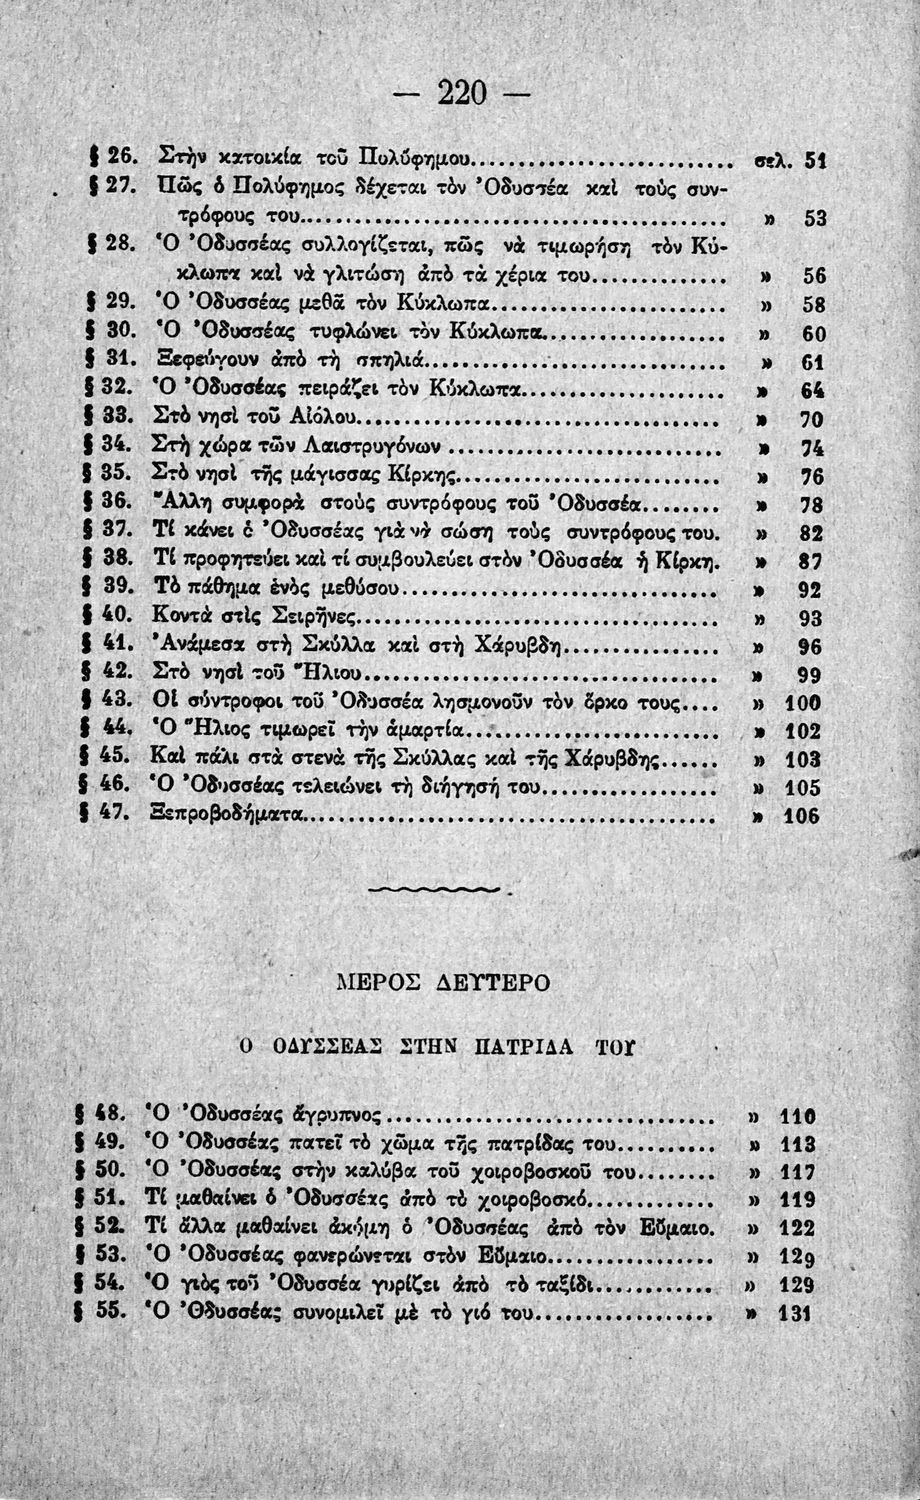 — 220 —
§ 26. Στὴν κατοικία τοῦ Πολύφημου.......................... σελ. 51
§ 27. Πῶς ὁ Πολύφημος δέχεται τὸν Ὀδυσσέα καὶ τοὺς συν-
τρόφους του.......................................... » 53
§ 28. Ὁ Ὀδυσσέας συλλογίζεται, πῶς νὰ τιμωρήσῃ τὸν Κύ-
κλωπα καὶ νὰ γλιτώσῃ ἀπὸ τὰ χέρια του............. » 56
§ 29. Ὁ Ὀδυσσέας μεθᾶ τὸν Κύκλωπα....................... » 58
§ 30. Ὁ Ὀδυσσέας τυφλώνει τὸν Κύκλωπα.................. » 60
§ 31. Ξεφεύγουν ἀπὸ τὴ σπηλιά.............................. » 61
§ 32. Ὁ Ὀδυσσέας πειράζει τὸν Κύκλωπα.................... » 64
§ 33. Στὸ νησὶ τοῦ Αἰόλου.................................... » 70
§ 34. Στὴ χώρα τῶν Λαιστρυγόνων........................... » 74
§ 35. Στὸ νησὶ τῆς μάγισσας Κίρκης.......................... » 76
§ 36. Ἄλλη συμφορὰ στοὺς συντρόφους τοῦ Ὀδυσσέα........ » 78
§ 37. Τί κάνει ὁ Ὀδυσσέας γιὰ νὰ σώσῃ τοὺς συντρόφους του. » 82
§ 38. Τί προφητεύει καὶ τί συμβουλεύει στὸν Ὀδυσσέα ἡ Κίρκη. » 87
§ 39. Τὸ πάθημα ἑνὸς μεθύσου................................ » 92
§ 40. Κοντὰ στὶς Σειρῆνες.................................... » 93
§ 41. Ἀνάμεσα στὴ Σκύλλα καὶ στὴ Χάρυβδη................ » 96
§ 42. Στὸ νησὶ τοῦ Ἥλιου.................................... » 99
§ 43. Οἱ σύντροφοι τοῦ Ὀδυσσέα λησμονοῦν τὸν ὅρκο τους.... » 100
§ 44. Ὁ Ἥλιος τιμωρεῖ τὴν ἁμαρτία......................... » 102
§ 45. Καὶ πάλι στὰ στενὰ τῆς Σκύλλας καὶ τῆς Χάρυβδης...... » 103
§ 46. Ὁ Ὀδυσσέας τελειώνει τὴ διήγησή του.................. » 105
§ 47. Ξεπροβοδήματα......................................... » 106
ΜΕΡΟΣ ΔΕΥΤΕΡΟ
Ο ΟΔΥΣΣΕΑΣ ΣΤΗΝ ΠΑΤΡΙΔΑ ΤΟΥ
§ 48. Ὁ Ὀδυσσέας ἄγρυπνος................................. » 110
§ 49. Ὁ Ὀδυσσέας πατεῖ τὸ χῶμα τῆς πατρίδας του.......... » 113
§ 50. Ὁ Ὀδυσσέας στὴν καλύβα τοῦ χοιροβοσκοῦ του........ » 117
§ 51. Τί μαθαίνει ὁ Ὀδυσσέας ἀπὸ τὸ χοιροβοσκό............. » 119
§ 52. Τί ἄλλα μαθαίνει ἀκόμη ὁ Ὀδυσσέας ἀπὸ τὸν Εὔμαιο. » 122
§ 53. Ὁ Ὀδυσσέας φανερώνεται στὸν Εὔμαιο................. » 129
§ 54. Ὁ γιὸς τοῦ Ὀδυσσέα γυρίζει ἀπὸ τὸ ταξίδι............ » 129
§ 55. Ὁ Ὀδυσσέας συνομιλεῖ μὲ τὸ γιό του.................. » 131